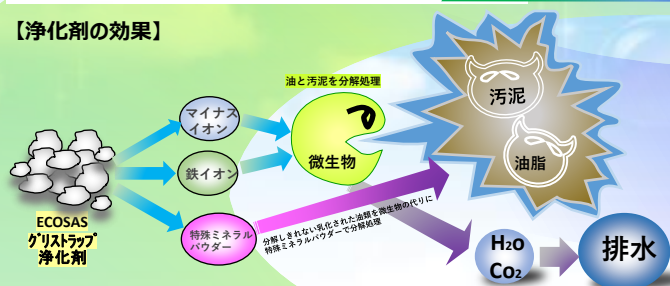 【浄化剤の効果】
油と汚泥を分解処理
マイナス
イオン
鉄イオン
特殊ミネラル
パウダー
微生物
汚泥
油脂
分解しきれない乳化された油類を微生物の代りに
特殊ミネラルパウダーで分解処理
ECOSAS
グリストラップ
浄化剤
H2O
Co2
排水